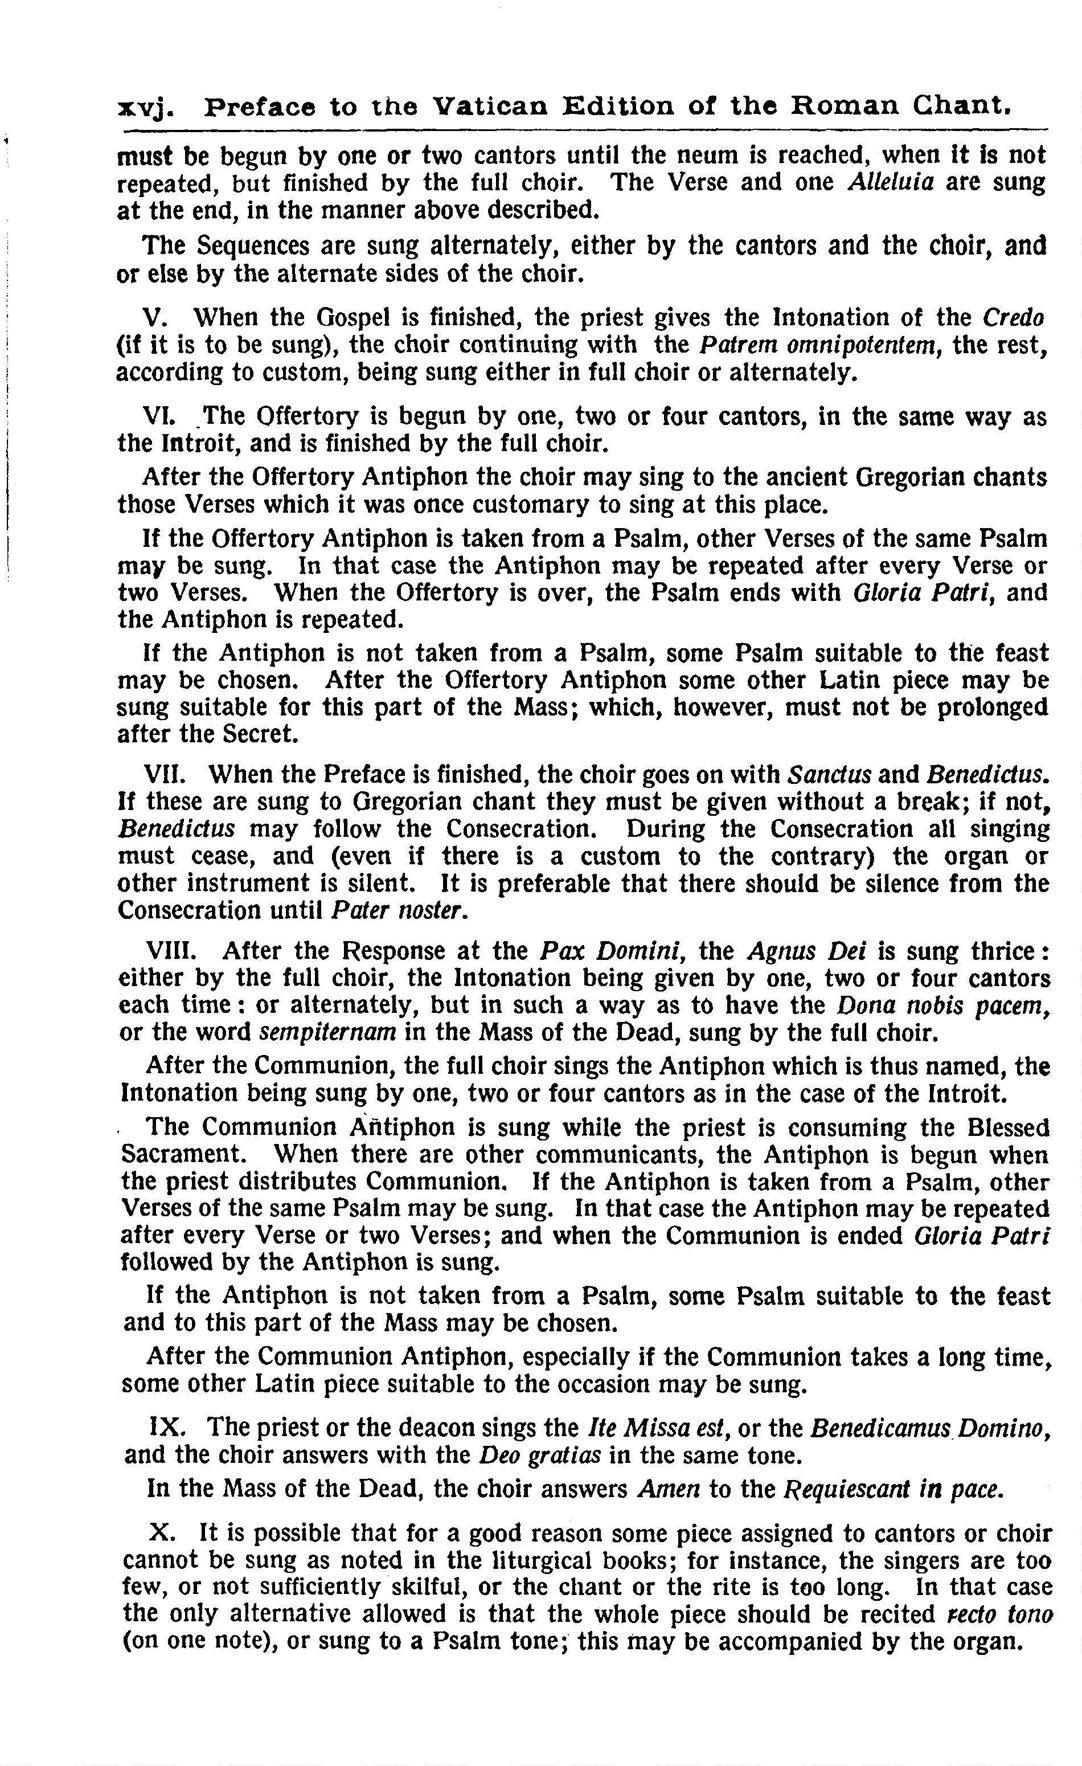 xvj. Preface to the Vatican Edition of the Roman Chant.
must be begun by one or two cantors until the neum is reached, when it is not
repeated, but finished by the full choir. The Verse and one Alleluia are sung
at the end, in the manner above described.
The Sequences are sung alternately, either by the cantors and the choir, and
or else by the alternate sides of the choir.
V. When the Gospel is finished, the priest gives the Intonation of the Credo
(if it is to be sung), the choir continuing with the Patrem omnipotentem, the rest,
according to custom, being sung either in full choir or alternately.
VI. The Offertory is begun by one, two or four cantors, in the same way as
the Introit, and is finished by the full choir.
After the Offertory Antiphon the choir may sing to the ancient Gregorian chants
those Verses which it was once customary to sing at this place.
If the Offertory Antiphon is taken from a Psalm, other Verses of the same Psalm
may be sung. In that case the Antiphon may be repeated after every Verse or
two Verses. When the Offertory is over, the Psalm ends with Gloria Patri, and
the Antiphon is repeated.
If the Antiphon is not taken from a Psalm, some Psalm suitable to the feast
may be chosen. After the Offertory Antiphon some other Latin piece may be
sung suitable for this part of the Mass; which, however, must not be prolonged
after the Secret.
VII. When the Preface is finished, the choir goes on with Sanctus and Benedictus.
If these are sung to Gregorian chant they must be given without a break; if not,
Benedictus may follow the Consecration. During the Consecration all singing
must cease, and (even if there is a custom to the contrary) the organ or
other instrument is silent. It is preferable that there should be silence from the
Consecration until Pater noster.
VIII. After the Response at the Pax Domini, the Agnus Dei is sung thrice :
either by the full choir, the Intonation being given by one, two or four cantors
each time : or alternately, but in such a way as to have the Dona nobis pacem,
or the word sempiternam in the Mass of the Dead, sung by the full choir.
After the Communion, the full choir sings the Antiphon which is thus named, the
Intonation being sung by one, two or four cantors as in the case of the Introit.
The Communion Antiphon is sung while the priest is consuming the Blessed
Sacrament. When there are other communicants, the Antiphon is begun when
the priest distributes Communion. If the Antiphon is taken from a Psalm, other
Verses of the same Psalm may be sung. In that case the Antiphon may be repeated
after every Verse or two Verses; and when the Communion is ended Gloria Patri
followed by the Antiphon is sung.
If the Antiphon is not taken from a Psalm, some Psalm suitable to the feast
and to this part of the Mass may be chosen.
After the Communion Antiphon, especially if the Communion takes a long time,
some other Latin piece suitable to the occasion may be sung.
IX. The priest or the deacon sings the Ite Missa est, or the Benedicamus Domino,
and the choir answers with the Deo gratias in the same tone.
In the Mass of the Dead, the choir answers Amen to the Requiescant in pace.
X. It is possible that for a good reason some piece assigned to cantors or choir
cannot be sung as noted in the liturgical books; for instance, the singers are too
few, or not sufficiently skilful, or the chant or the rite is too long. In that case
the only alternative allowed is that the whole piece should be recited recto tono
(on one note), or sung to a Psalm tone; this may be accompanied by the organ.